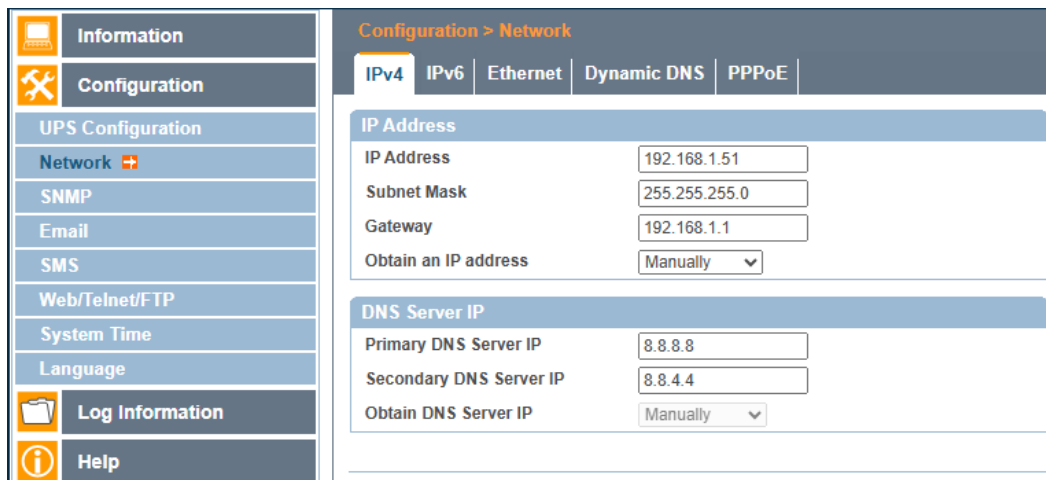 Information
Configuration
UPS Configuration
Network
SNMP
Email
SMS
Web/Telnet/FTP
System Time
Language
Log Information
Help
Configuration > Network
IPv4 IPv6 Ethernet Dynamic DNS PPPoE
IP Address
IP Address 192.168.1.51
Subnet Mask 255.255.255.0
Gateway 192.168.1.1
Obtain an IP address Manually
DNS Server IP
Primary DNS Server IP 8.8.8.8
Secondary DNS Server IP 8.8.4.4
Obtain DNS Server IP Manually